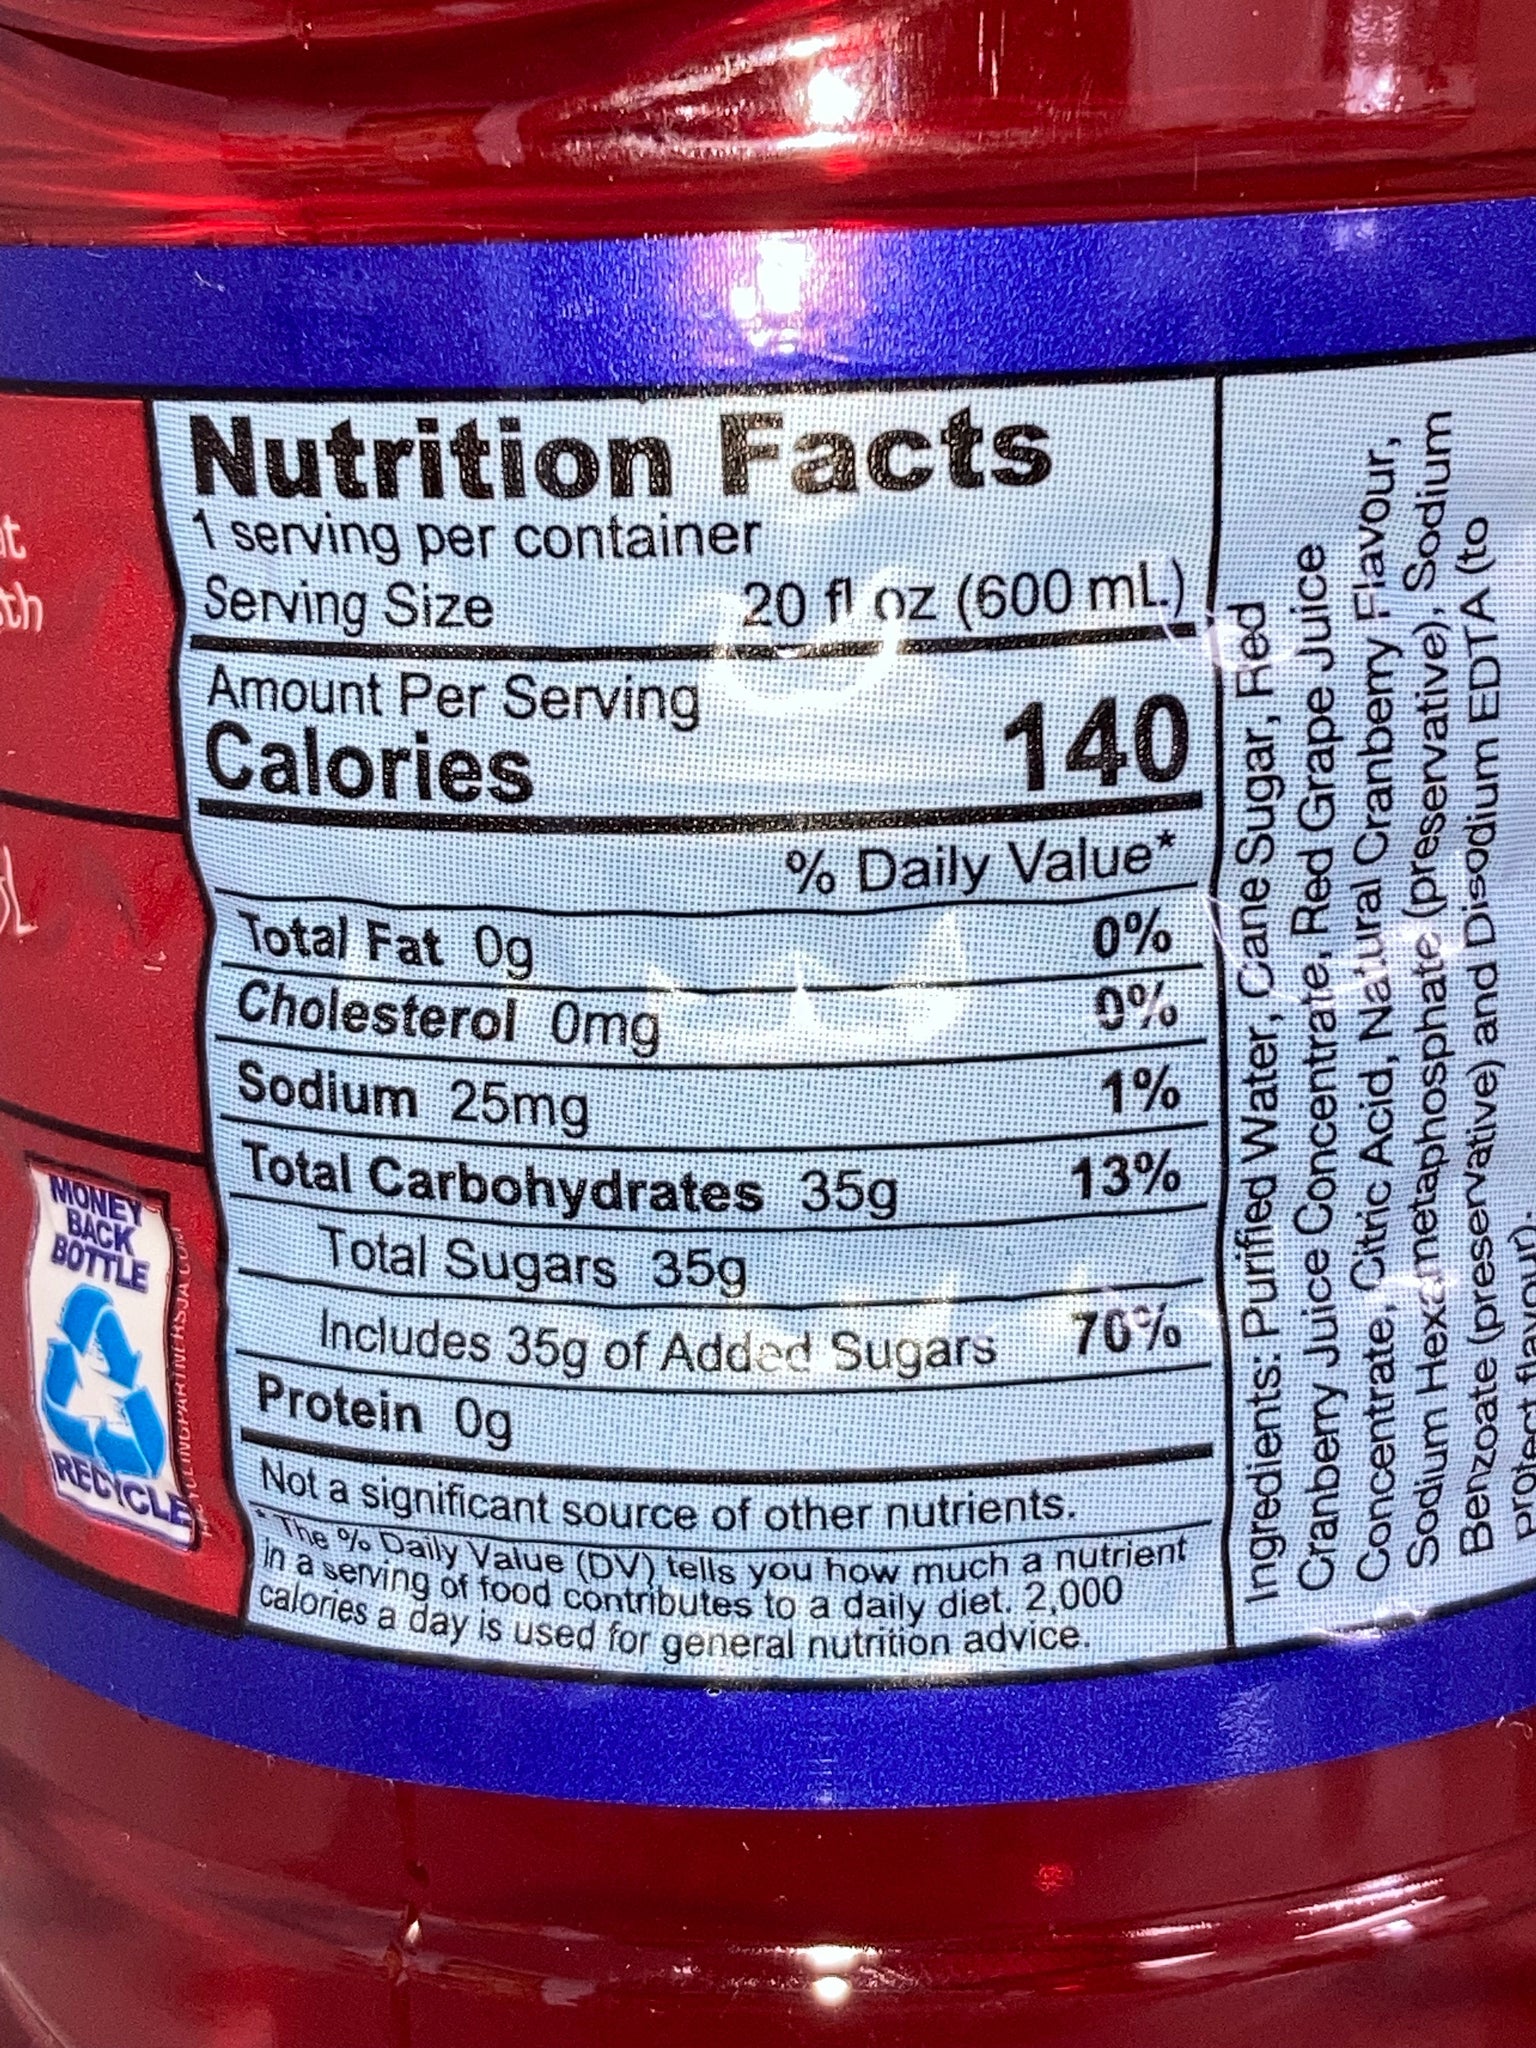 at
th
MONEY
BACK
BOTTLE
RECYCLE
Nutrition Facts
1 serving per container
Serving Size 20 fl oz (600 mL)
Amount Per Serving
Calories 140
% Daily Value*
Total Fat 0g 0%
Cholesterol 0mg 0%
Sodium 25mg 1%
Total Carbohydrates 35g 13%
Total Sugars 35g
Includes 35g of Added Sugars 70%
Protein 0g
Not a significant source of other nutrients.
* The % Daily Value (DV) tells you how much a nutrient
in a serving of food contributes to a daily diet. 2,000
calories a day is used for general nutrition advice.
Ingredients: Purified Water, Cane Sugar, Red
Cranberry Juice Concentrate, Red Grape Juice
Concentrate, Citric Acid, Natural Cranberry Flavour,
Sodium Hexametaphosphate (preservative), Sodium
Benzoate (preservative) and Disodium EDTA (to
protect flavour).